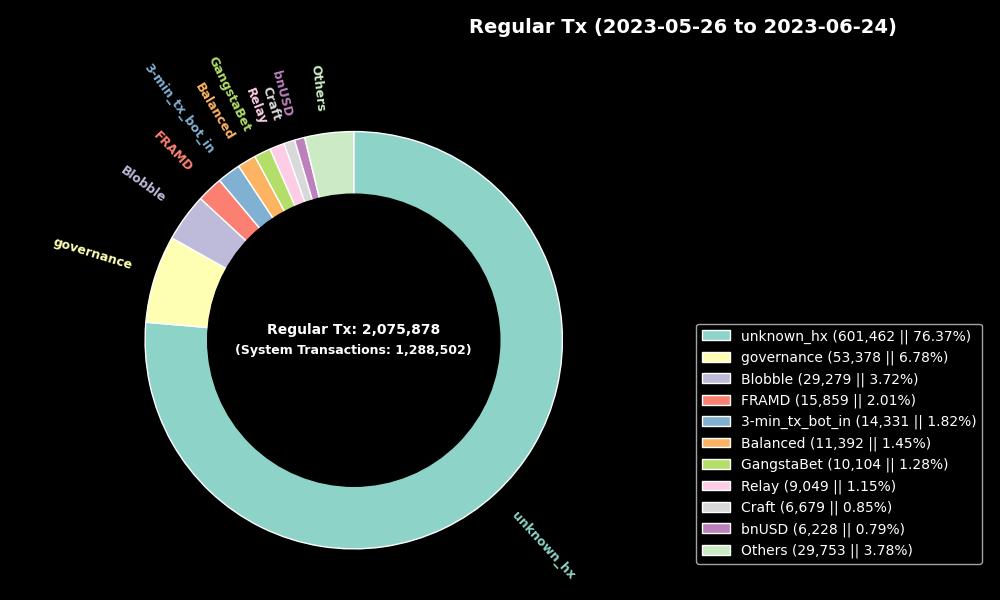 Regular Tx (2023-05-26 to 2023-06-24)
Others
bnUSD
Craft
Relay
GangstaBet
Balanced
3-min_tx_bot_in
FRAMD
Blobble
governance
unknown_hx
Regular Tx: 2,075,878
(System Transactions: 1,288,502)
unknown_hx (601,462 || 76.37%)
governance (53,378 || 6.78%)
Blobble (29,279 || 3.72%)
FRAMD (15,859 || 2.01%)
3-min_tx_bot_in (14,331 || 1.82%)
Balanced (11,392 || 1.45%)
GangstaBet (10,104 || 1.28%)
Relay (9,049 || 1.15%)
Craft (6,679 || 0.85%)
bnUSD (6,228 || 0.79%)
Others (29,753 || 3.78%)